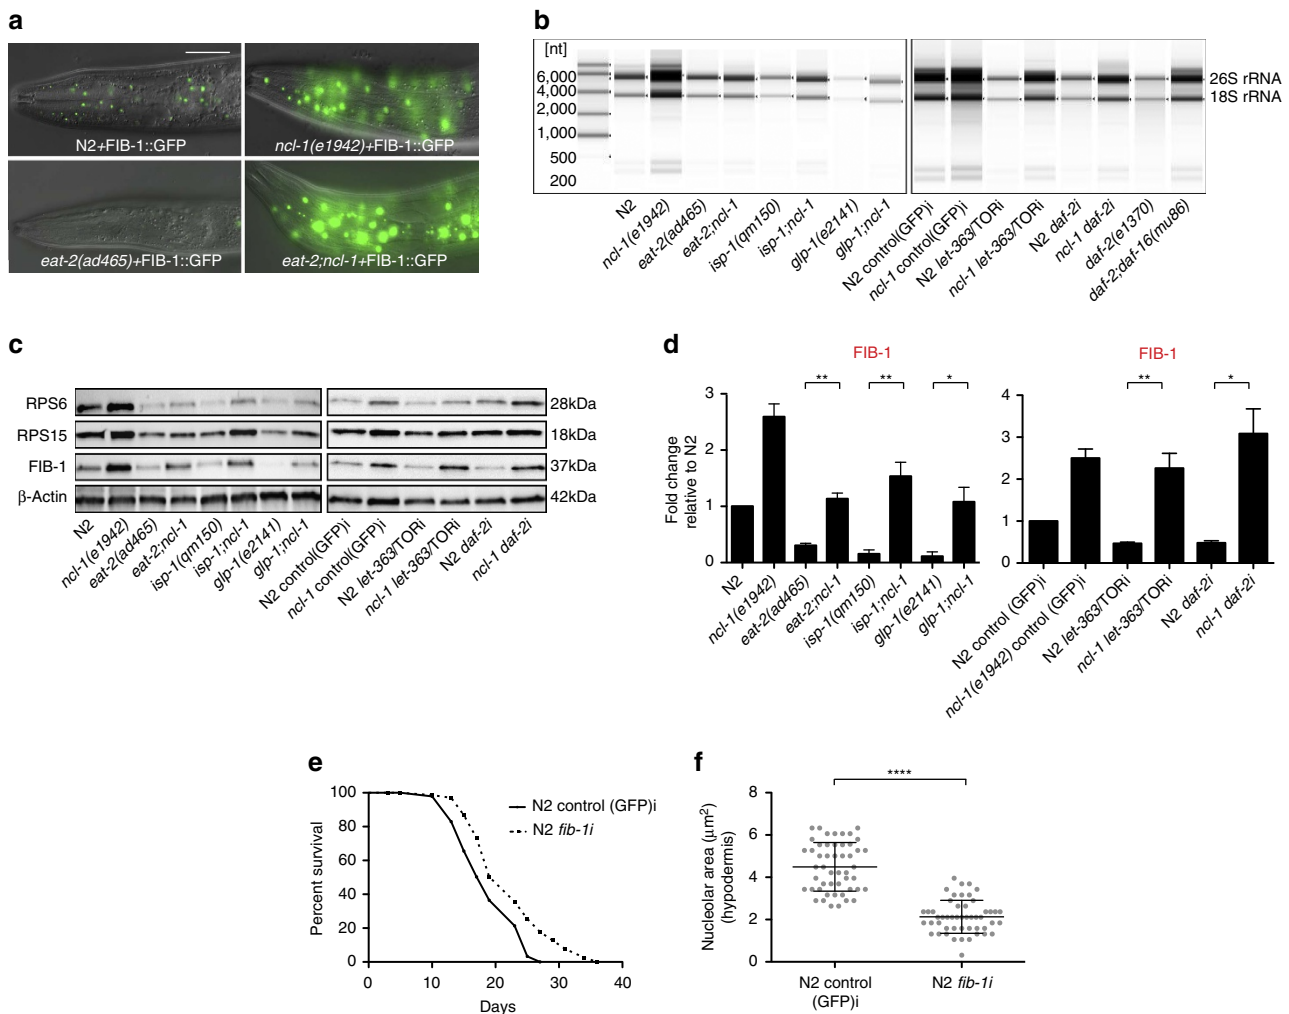 a
N2+FIB-1::GFP
ncl-1(e1942)+FIB-1::GFP
eat-2(ad465)+FIB-1::GFP
eat-2;ncl-1+FIB-1::GFP
b
[nt]
6,000
4,000
2,000
1,000
500
200
26S rRNA
18S rRNA
N2
ncl-1(e1942)
eat-2(ad465)
eat-2;ncl-1
isp-1(qm150)
isp-1;ncl-1
glp-1(e2141)
glp-1;ncl-1
N2 control(GFP)i
ncl-1 control(GFP)i
N2 let-363/TORi
ncl-1 let-363/TORi
N2 daf-2i
ncl-1 daf-2i
daf-2(e1370)
daf-2;daf-16(mu86)
c
RPS6
28kDa
RPS15
18kDa
FIB-1
37kDa
β-Actin
42kDa
N2
ncl-1(e1942)
eat-2(ad465)
eat-2;ncl-1
isp-1(qm150)
isp-1;ncl-1
glp-1(e2141)
glp-1;ncl-1
N2 control(GFP)i
ncl-1 control(GFP)i
N2 let-363/TORi
ncl-1 let-363/TORi
N2 daf-2i
ncl-1 daf-2i
d
FIB-1
** ** *
Fold change
relative to N2
3
2
1
0
N2
ncl-1(e1942)
eat-2(ad465)
eat-2;ncl-1
isp-1(qm150)
isp-1;ncl-1
glp-1(e2141)
glp-1;ncl-1
FIB-1
** *
4
3
2
1
0
N2 control (GFP)i
ncl-1(e1942) control (GFP)i
N2 let-363/TORi
ncl-1 let-363/TORi
N2 daf-2i
ncl-1 daf-2i
e
Percent survival
100
80
60
40
20
0
0 10 20 30 40
Days
N2 control (GFP)i
N2 fib-1i
f
****
Nucleolar area (μm²)
(hypodermis)
8
6
4
2
0
N2 control
(GFP)i
N2 fib-1i